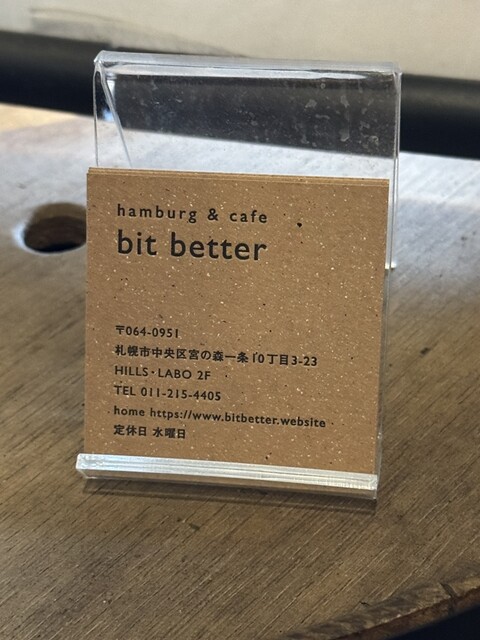 hamburg & cafe
bit better
〒064-0951
札幌市中央区宮の森一条10丁目3-23
HILLS・LABO 2F
TEL 011-215-4405
home https://www.bitbetter.website
定休日 水曜日